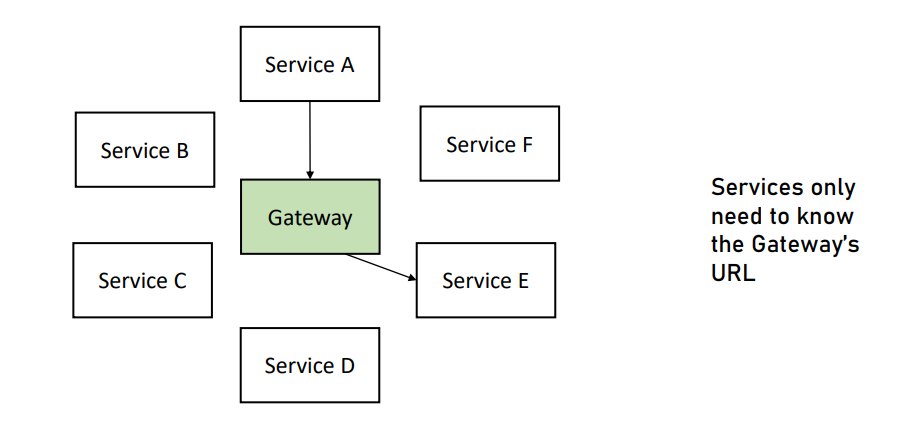 Service A
Service B
Service F
Gateway
Service C
Service E
Service D
Services only
need to know
the Gateway’s
URL